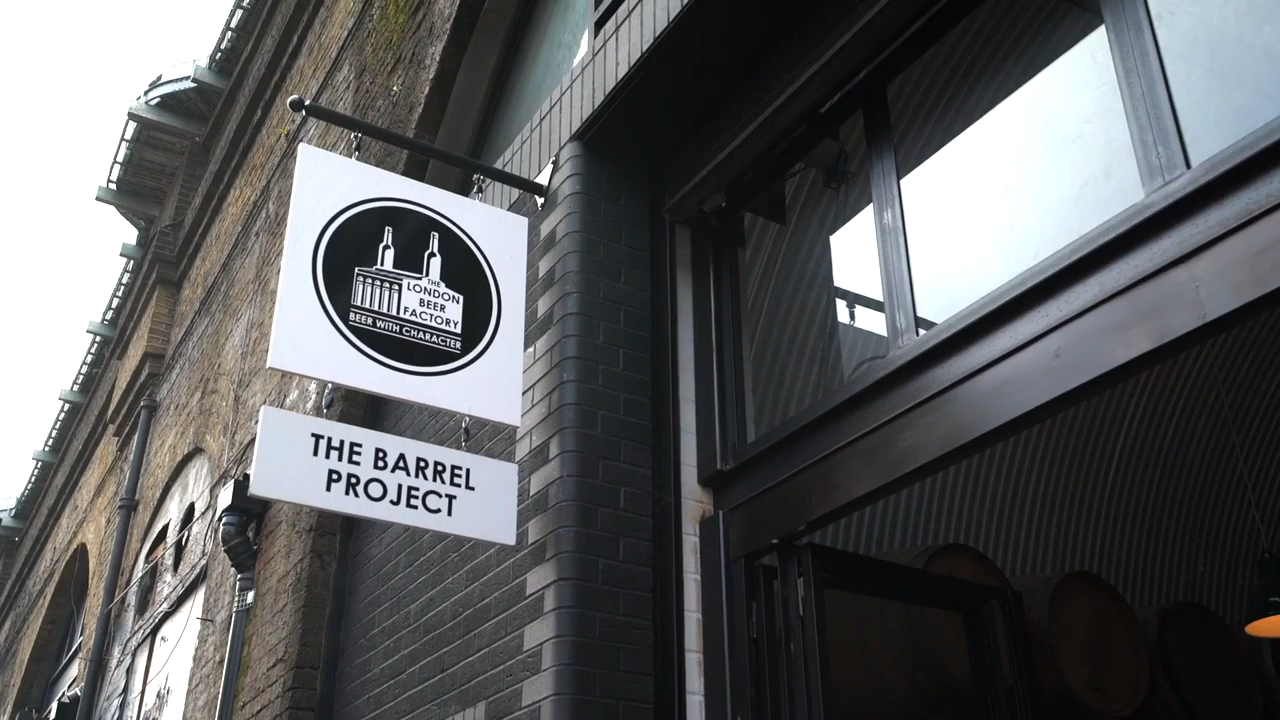 THE
LONDON
BEER
FACTORY
BEER WITH CHARACTER
THE BARREL
PROJECT